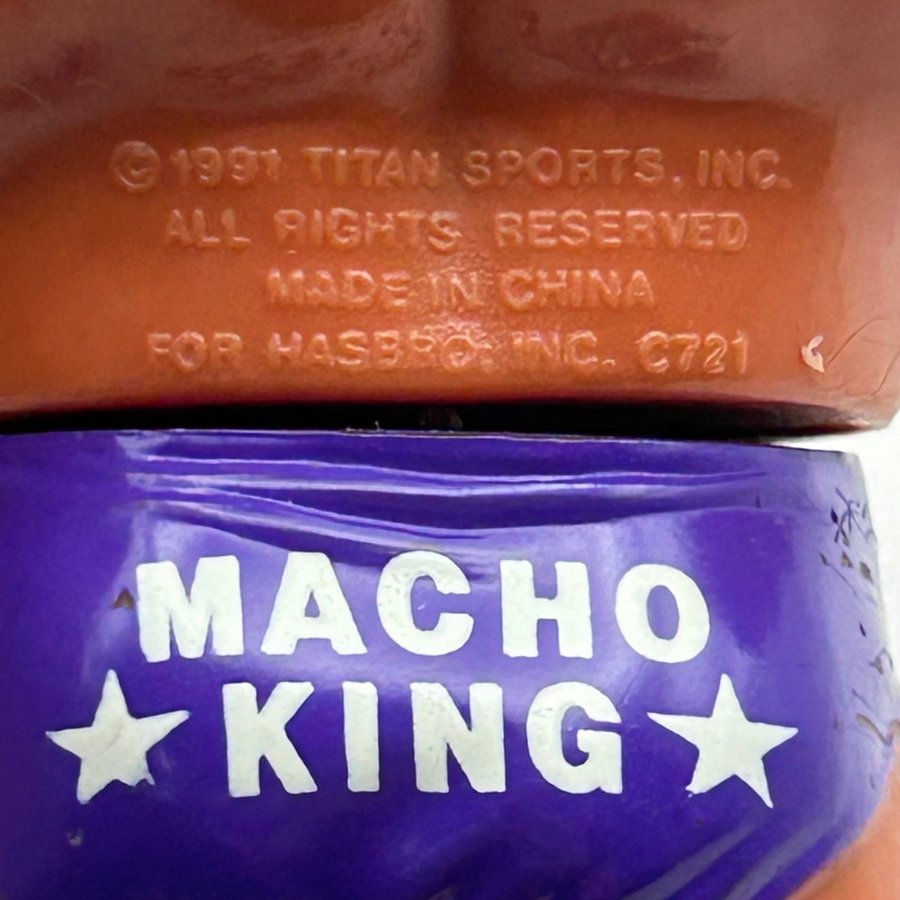 © 1991 TITAN SPORTS, INC.
ALL RIGHTS RESERVED
MADE IN CHINA
FOR HASBRO, INC. C721
MACHO
KING